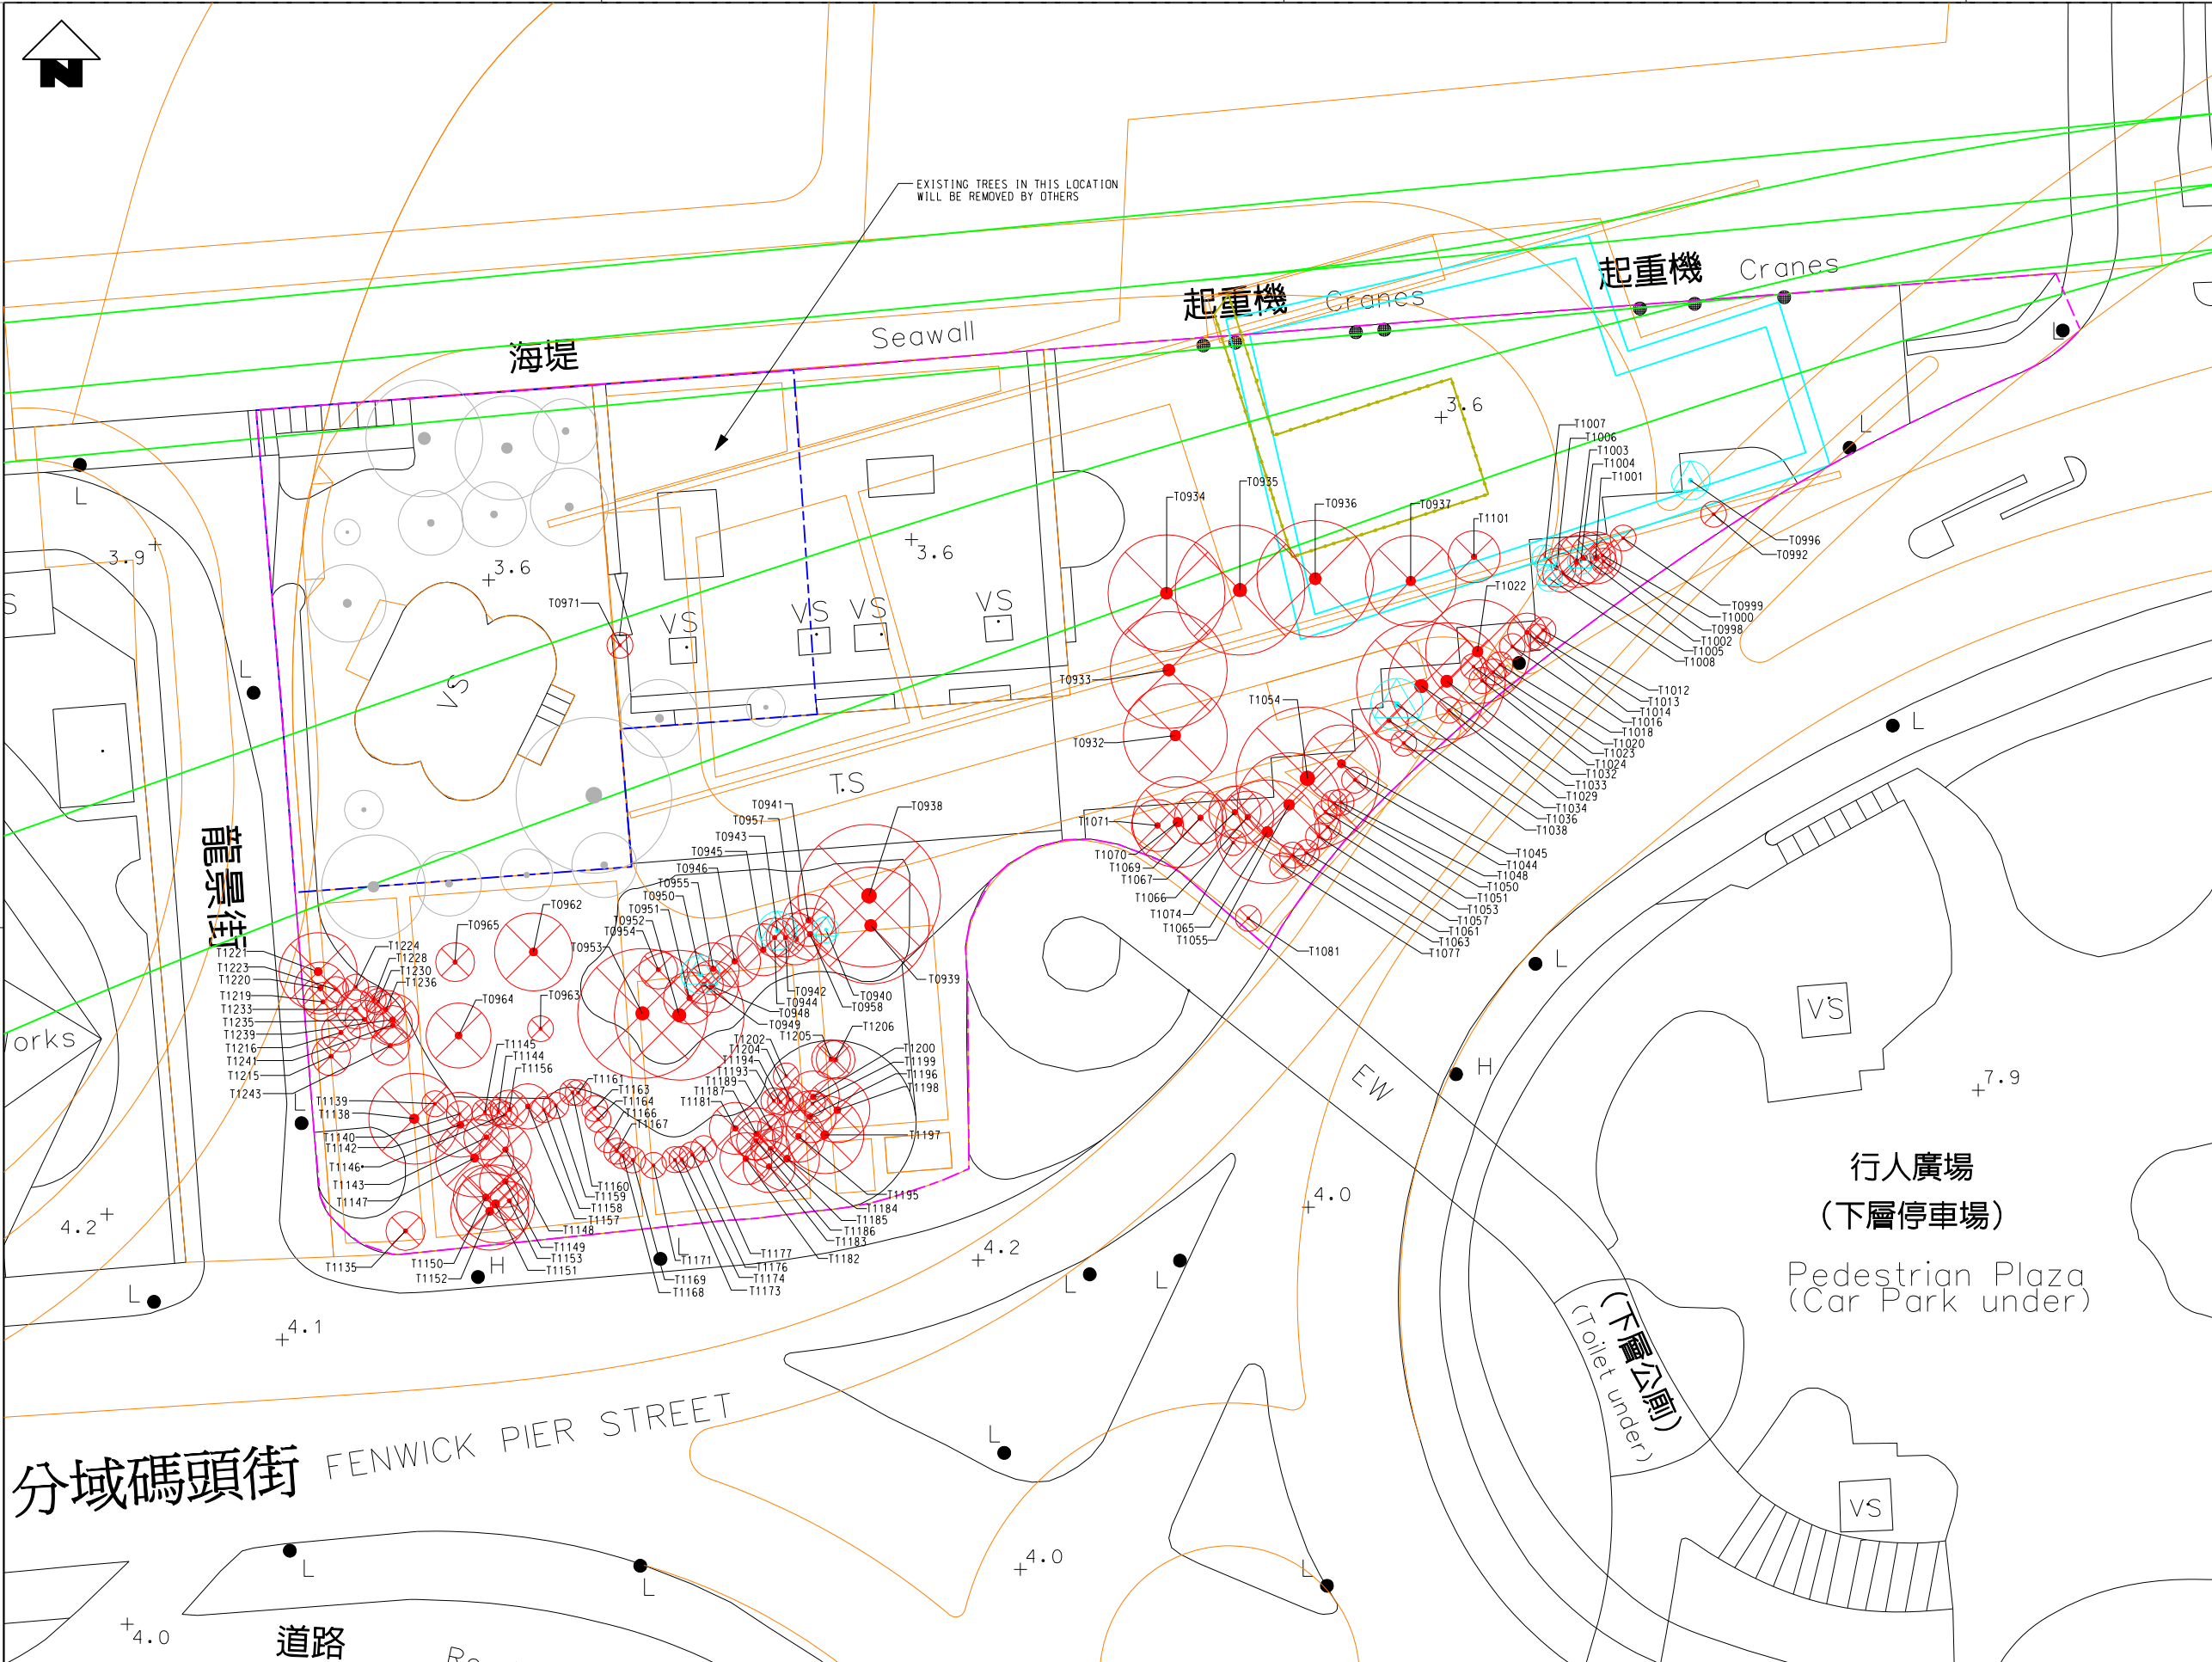 N
EXISTING TREES IN THIS LOCATION
WILL BE REMOVED BY OTHERS
起重機
Cranes
起重機
Cranes
海堤
Seawall
3.6
T1007
T1006
T1003
T1004
T1001
L
L
L
T0934
T0935
T0936
T0937
T1101
T0996
T0992
3.9
3.6
3.6
S
T0971
VS
VS
VS
VS
T1022
T0999
T1000
T0998
T1002
T1005
T1008
L
VS
T0933
T1054
T0932
T1012
T1013
T1014
T1016
T1018
T1020
T1023
T1024
T1032
T1033
T1029
T1034
T1036
T1038
L
T.S
T0941
T0957
T0943
T0945
T0946
T0955
T0950
T0951
T0952
T0954
T0953
T0938
T1071
T1070
T1069
T1067
T1066
T1074
T1065
T1055
T1045
T1044
T1048
T1050
T1051
T1053
T1057
T1061
T1063
T1077
T1081
龍景街
T0965
T0962
T1221
T1223
T1220
T1219
T1233
T1235
T1239
T1216
T1241
T1215
T1243
T1224
T1228
T1230
T1236
T0964
T0963
T0939
T0942
T0944
T0948
T0949
T0940
T0958
L
VS
orks
T1206
T1205
T1202
T1204
T1194
T1193
T1189
T1187
T1181
T1200
T1199
T1196
T1198
T1197
H
EW
7.9
T1145
T1144
T1156
T1139
T1138
T1140
T1142
T1146
T1143
T1147
T1161
T1163
T1164
T1166
T1167
L
T1160
T1159
T1158
T1157
T1148
T1149
T1153
T1151
T1150
T1152
T1135
T1195
T1184
T1185
T1186
T1183
T1182
T1177
T1176
T1174
T1173
T1171
T1169
T1168
行人廣場
(下層停車場)
Pedestrian Plaza
(Car Park under)
4.2
4.0
4.2
H
L
L
L
L
4.1
(下層公廁)
(Toilet under)
分域碼頭街
FENWICK PIER STREET
L
VS
4.0
L
L
L
4.0
道路